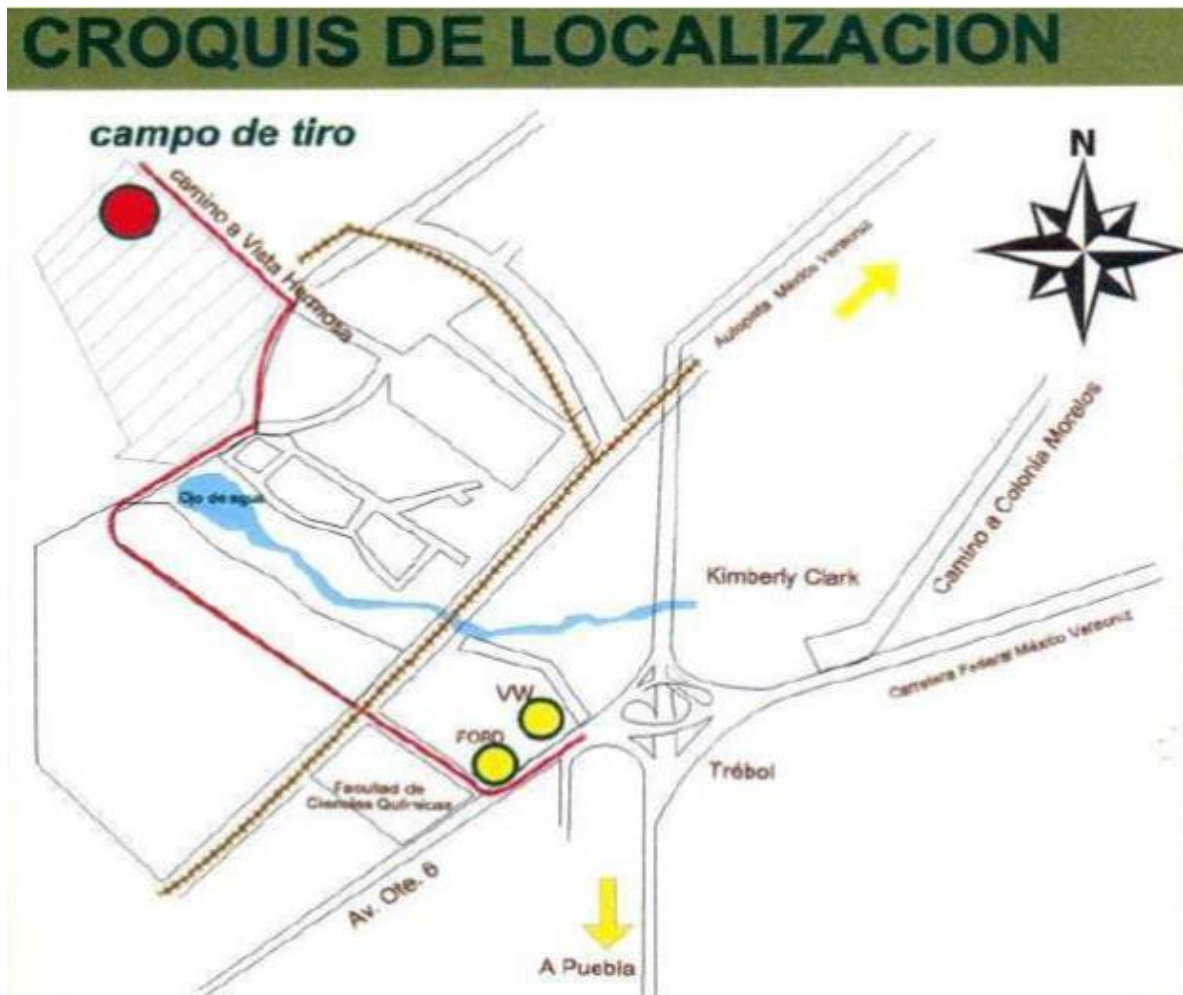 CROQUIS DE LOCALIZACION
campo de tiro
N
camino a Vista Hermosa
Autopista México Veracruz
Ojo de agua
Kimberly Clark
Camino a Colonia Morelos
Carretera Federal México Veracruz
VW
FORD
Trébol
Facultad de
Ciencias Químicas
Av. Ote. 6
A Puebla